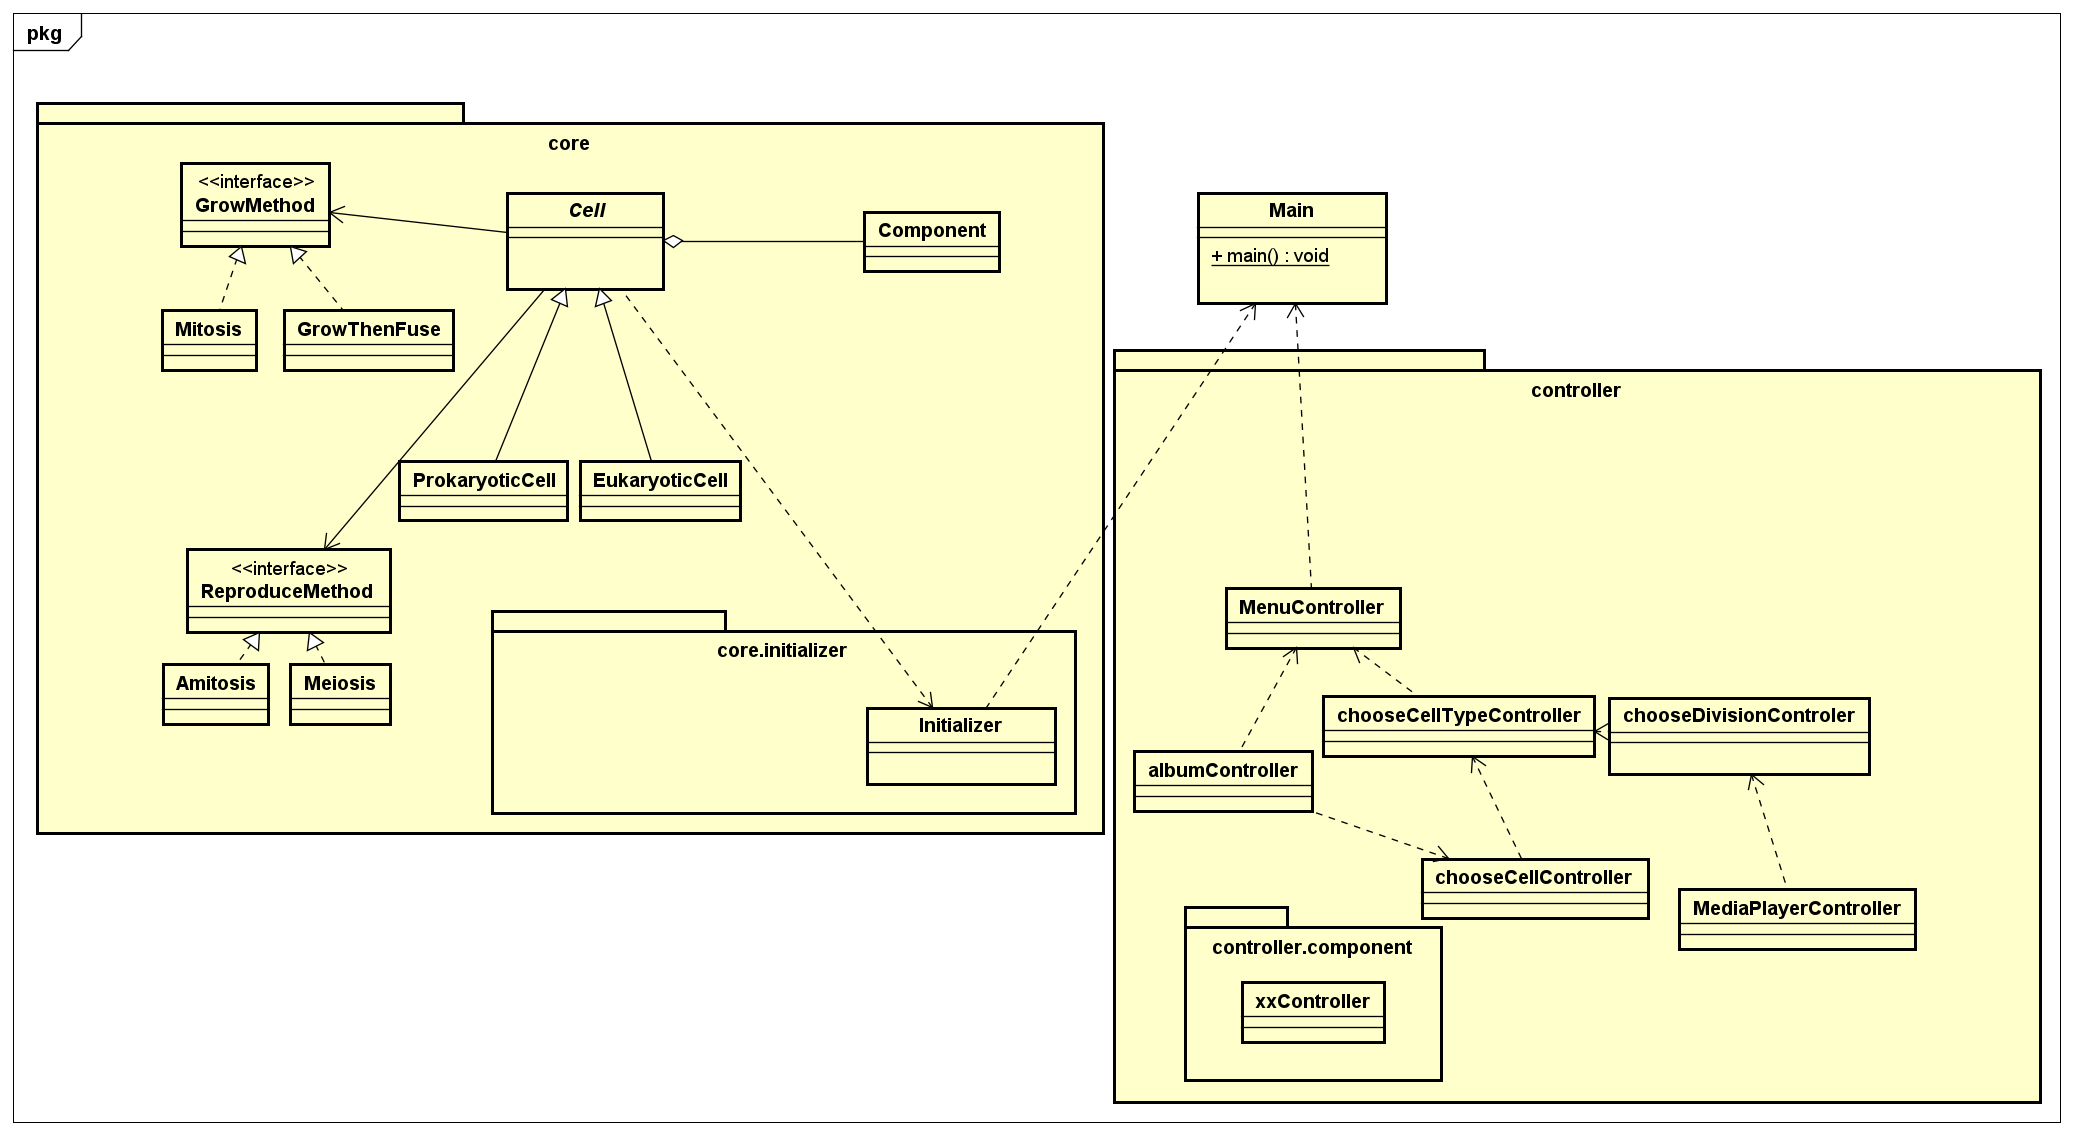 pkg
core
<<interface>>
GrowMethod
Cell
Component
Mitosis
GrowThenFuse
ProkaryoticCell
EukaryoticCell
<<interface>>
ReproduceMethod
Amitosis
Meiosis
core.initializer
Initializer
Main
+ main() : void
controller
MenuController
chooseCellTypeController
chooseDivisionControler
albumController
chooseCellController
MediaPlayerController
controller.component
xxController